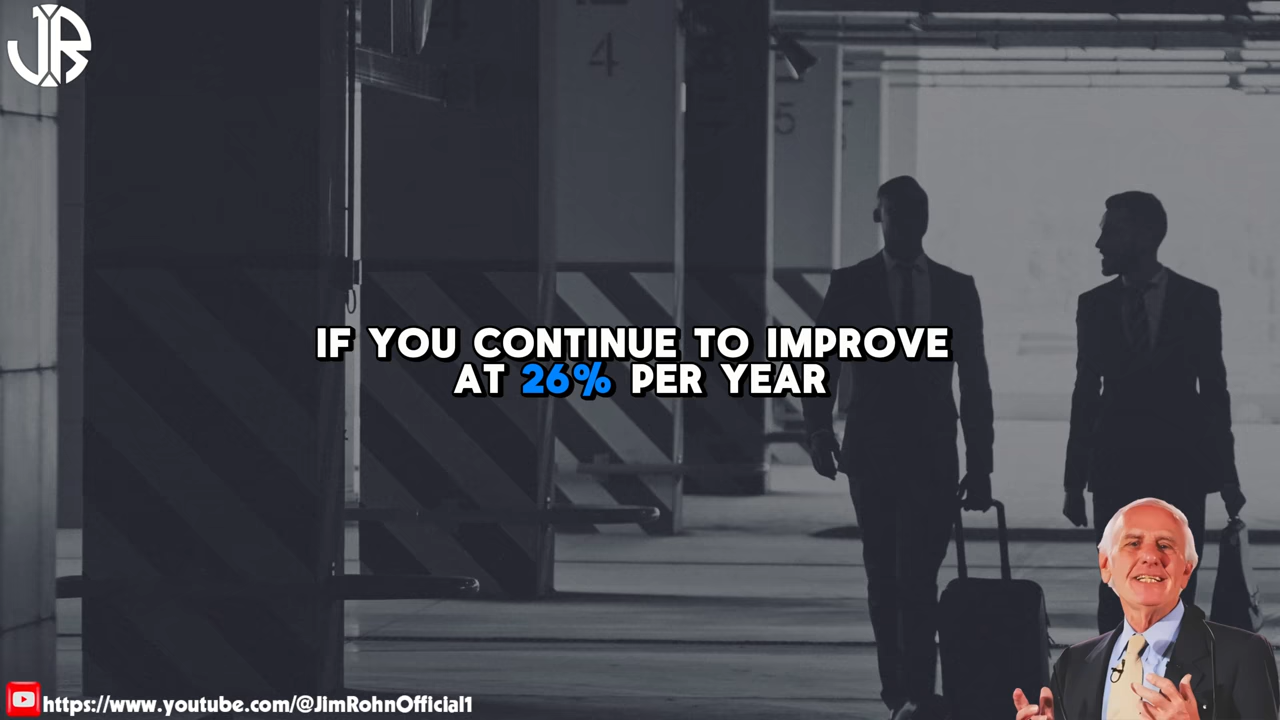 JR
4
5
IF YOU CONTINUE TO IMPROVE
AT 26% PER YEAR
https://www.youtube.com/@JimRohnOfficial1